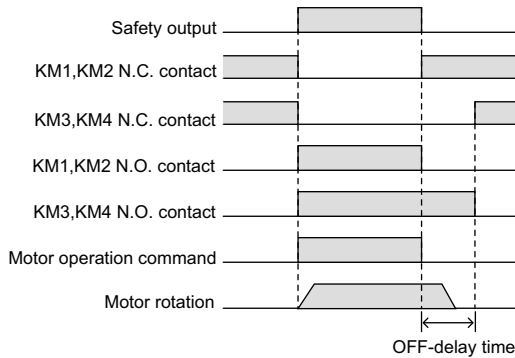 Safety output
KM1,KM2 N.C. contact
KM3,KM4 N.C. contact
KM1,KM2 N.O. contact
KM3,KM4 N.O. contact
Motor operation command
Motor rotation
OFF-delay time